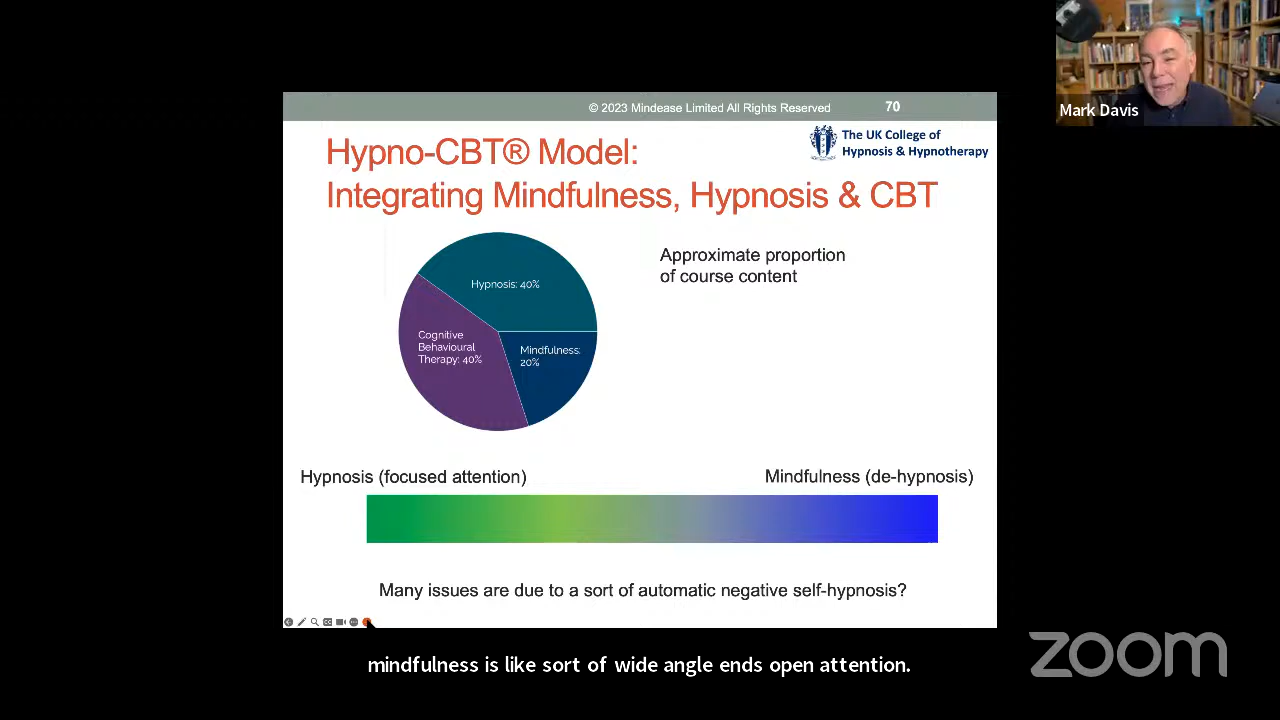 © 2023 Mindease Limited All Rights Reserved 70
Mark Davis
The UK College of
Hypnosis & Hypnotherapy
Hypno-CBT® Model:
Integrating Mindfulness, Hypnosis & CBT
Approximate proportion
of course content
Hypnosis: 40%
Cognitive
Behavioural
Therapy: 40%
Mindfulness:
20%
Hypnosis (focused attention)
Mindfulness (de-hypnosis)
Many issues are due to a sort of automatic negative self-hypnosis?
mindfulness is like sort of wide angle ends open attention.
zoom